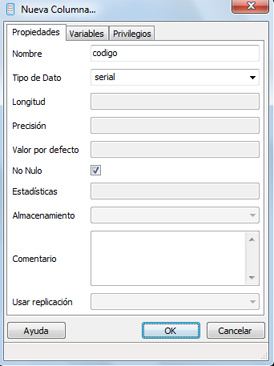 Nueva Columna...
Propiedades Variables Privilegios
Nombre codigo
Tipo de Dato serial
Longitud
Precisión
Valor por defecto
No Nulo
Estadísticas
Almacenamiento
Comentario
Usar replicación
Ayuda OK Cancelar